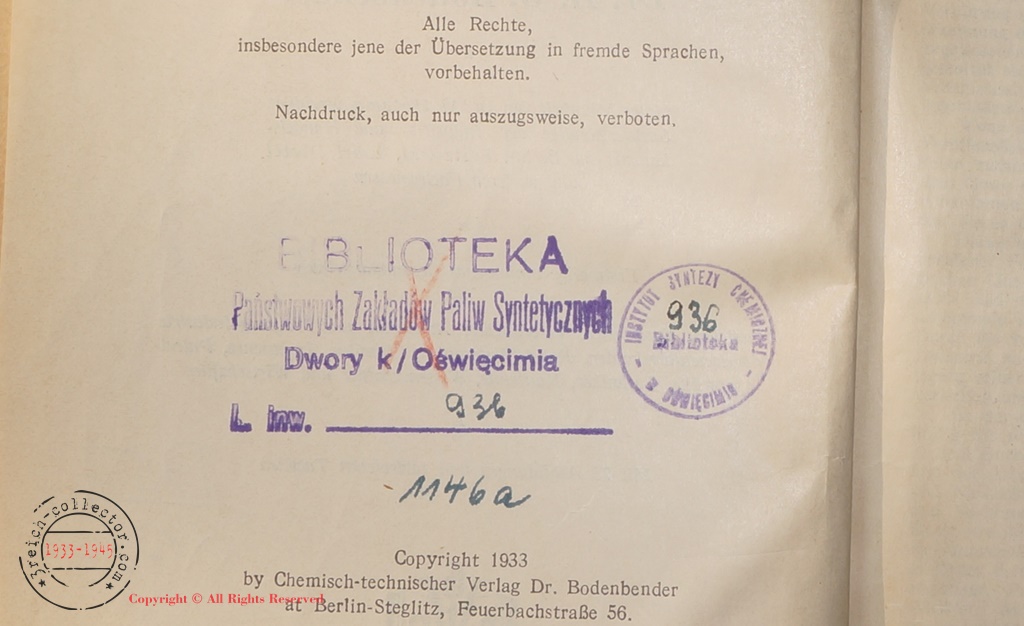 Alle Rechte,
insbesondere jene der Übersetzung in fremde Sprachen,
vorbehalten.
Nachdruck, auch nur auszugsweise, verboten.
BIBLIOTEKA
Państwowych Zakładów Paliw Syntetycznych
Dwory k/Oświęcimia
L. inw. 936
INSTYTUT SYNTEZY CHEMICZNEJ
936
Biblioteka
W OŚWIĘCIMIU
1146a
3reich-collector.com
1933-1945
Copyright 1933
by Chemisch-technischer Verlag Dr. Bodenbender
Copyright © All Rights Reserved
at Berlin-Steglitz, Feuerbachstraße 56.